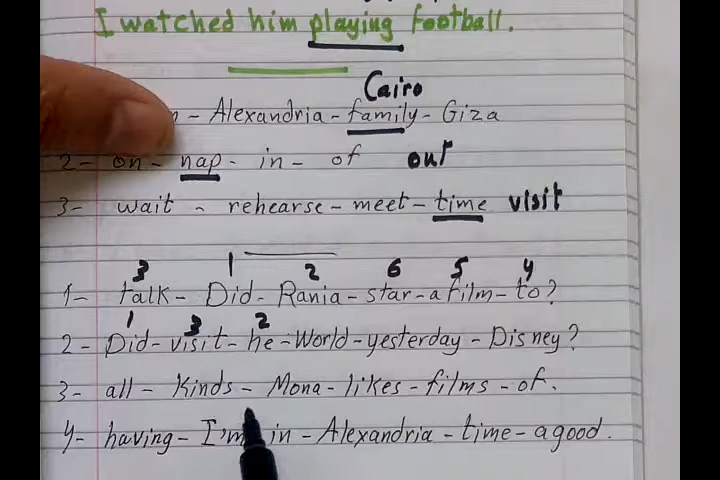 I watched him playing football.
Cairo
- Alexandria - family - Giza
2- on - nap - in - of out
3- wait - rehearse - meet - time visit
3 1 2 6 5 4
1- talk - Did - Rania - star - a film - to?
1 3 2
2- Did - visit - he - World - yesterday - Disney?
3- all - Kinds - Mona - likes - films - of.
4- having - I'm in - Alexandria - time - a good.